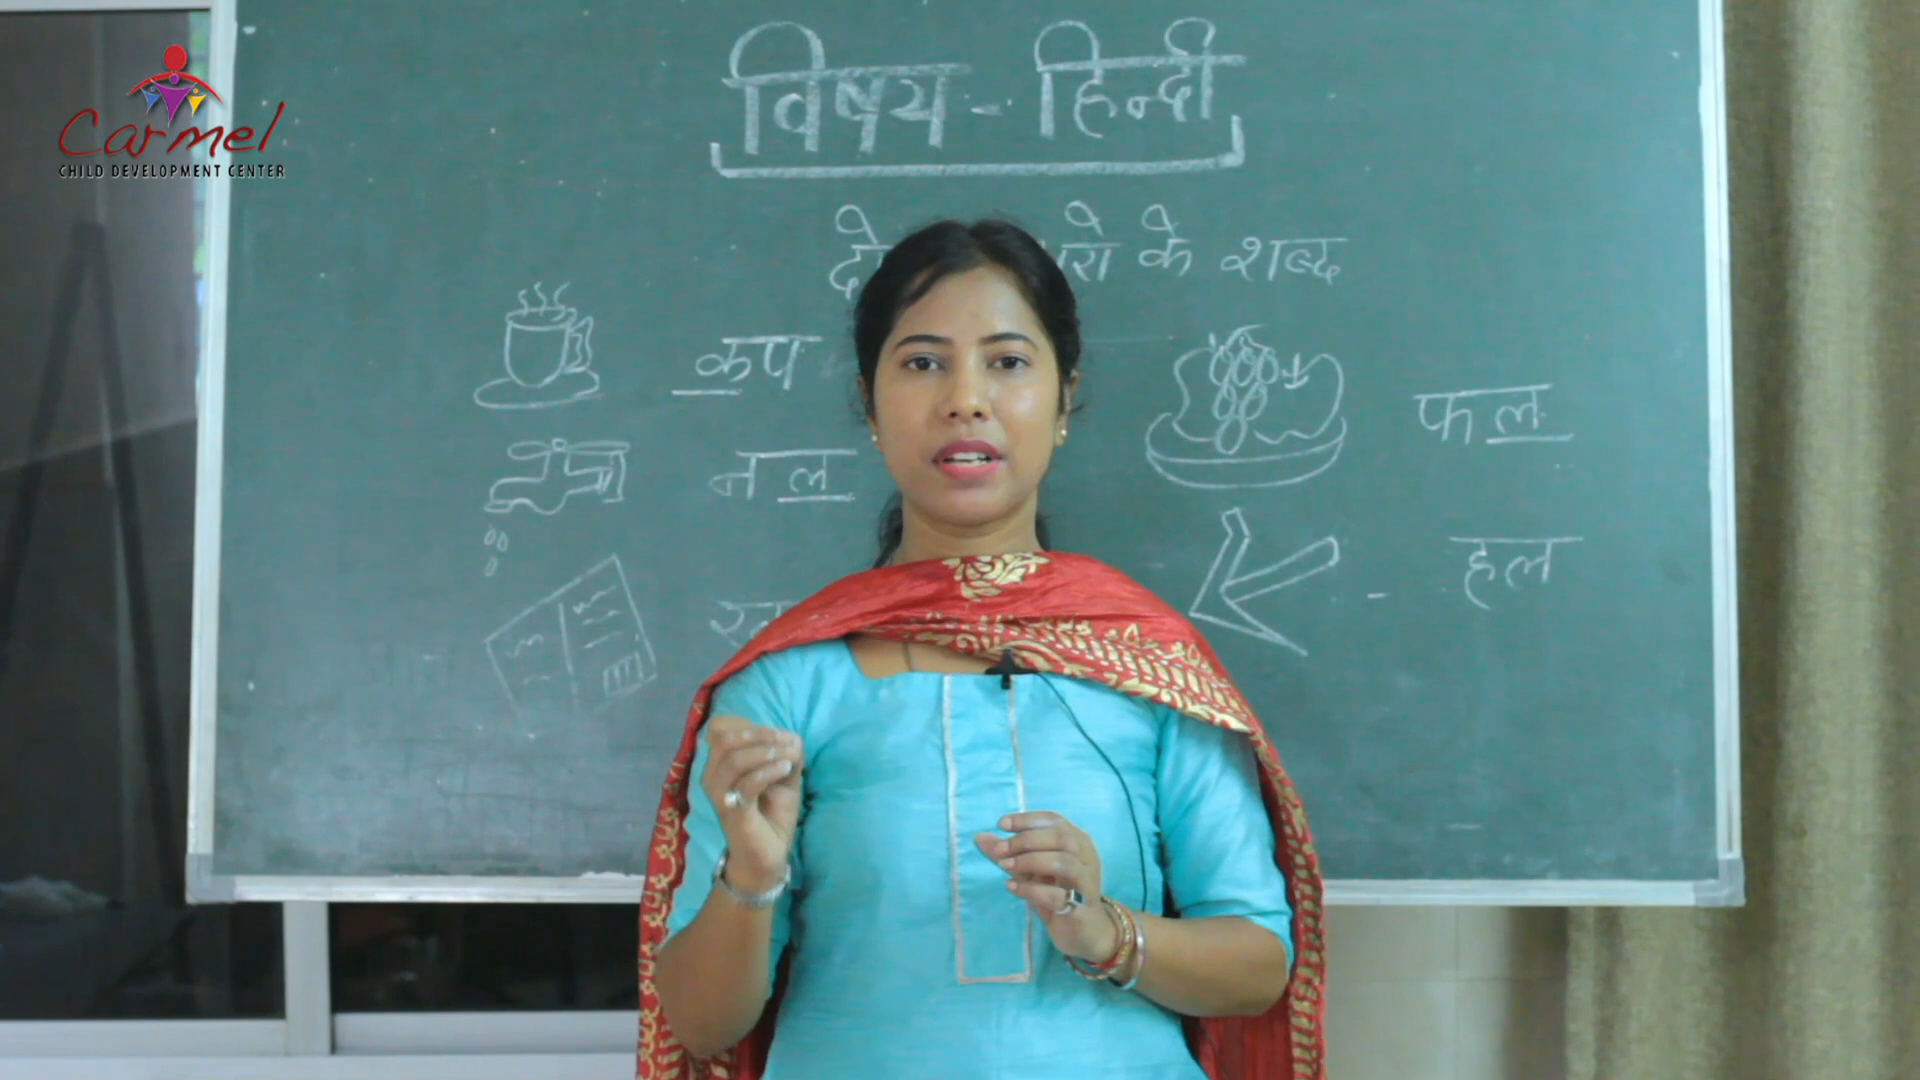 Carmel
CHILD DEVELOPMENT CENTER
विषय - हिन्दी
के शब्द
कप
फल
नल
हल